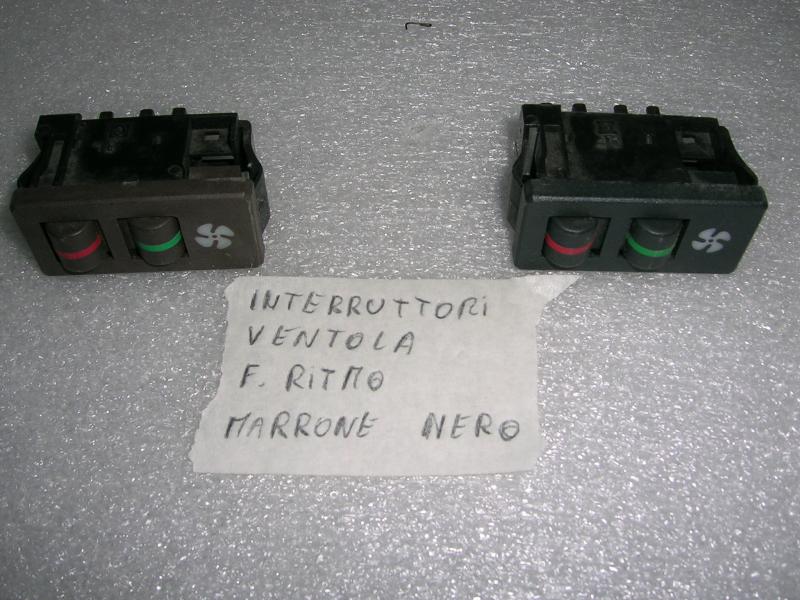 INTERRUTTORI
VENTOLA
F. RITMO
MARRONE NERO